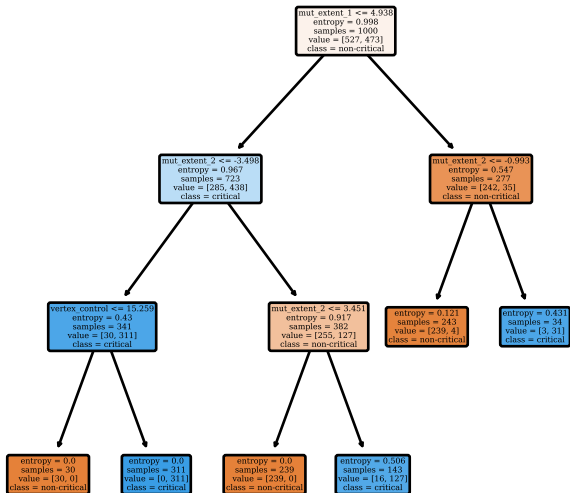 mut_extent_1 <= 4.938
entropy = 0.998
samples = 1000
value = [527, 473]
class = non-critical
mut_extent_2 <= -3.498
entropy = 0.967
samples = 723
value = [285, 438]
class = critical
mut_extent_2 <= -0.993
entropy = 0.547
samples = 277
value = [242, 35]
class = non-critical
vertex_control <= 15.259
entropy = 0.43
samples = 341
value = [30, 311]
class = critical
mut_extent_2 <= 3.451
entropy = 0.917
samples = 382
value = [255, 127]
class = non-critical
entropy = 0.121
samples = 243
value = [239, 4]
class = non-critical
entropy = 0.431
samples = 34
value = [3, 31]
class = critical
entropy = 0.0
samples = 30
value = [30, 0]
class = non-critical
entropy = 0.0
samples = 311
value = [0, 311]
class = critical
entropy = 0.0
samples = 239
value = [239, 0]
class = non-critical
entropy = 0.506
samples = 143
value = [16, 127]
class = critical